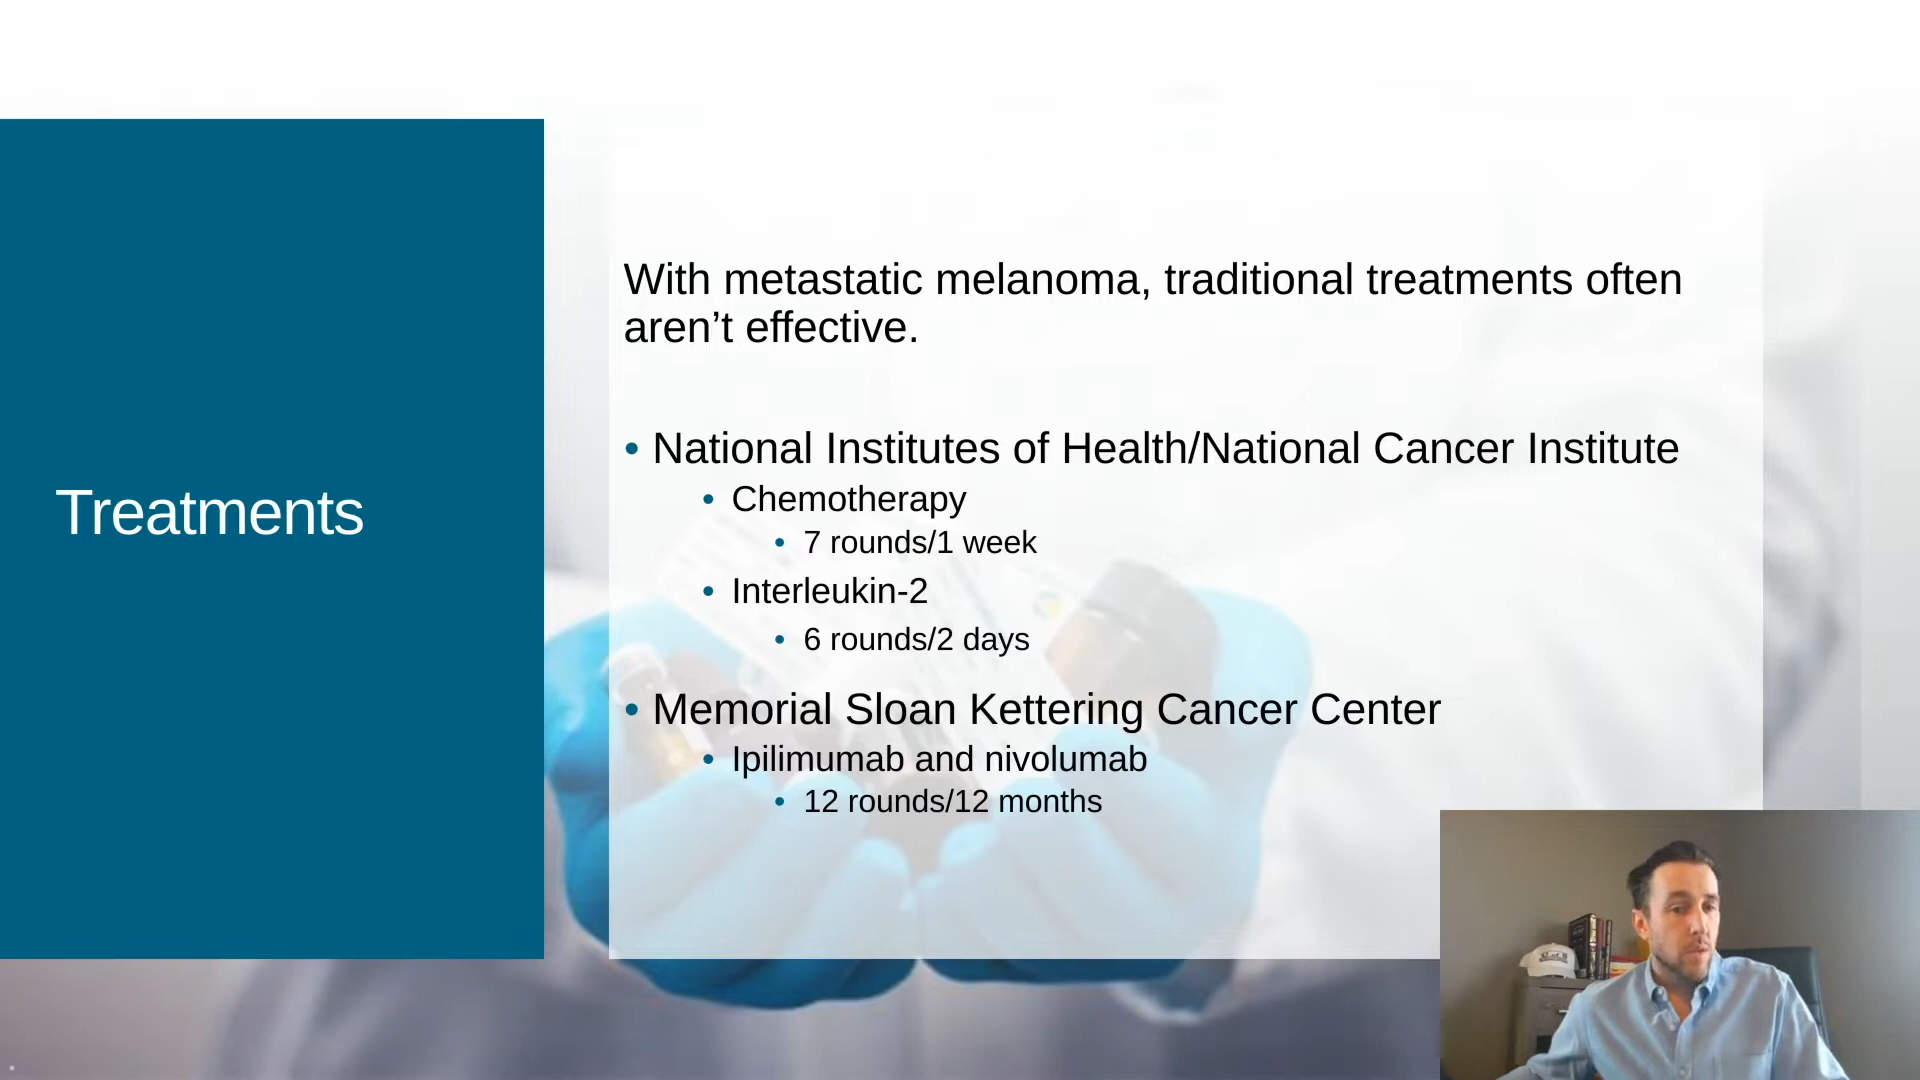 Treatments
With metastatic melanoma, traditional treatments often
aren’t effective.
• National Institutes of Health/National Cancer Institute
• Chemotherapy
• 7 rounds/1 week
• Interleukin-2
• 6 rounds/2 days
• Memorial Sloan Kettering Cancer Center
• Ipilimumab and nivolumab
• 12 rounds/12 months